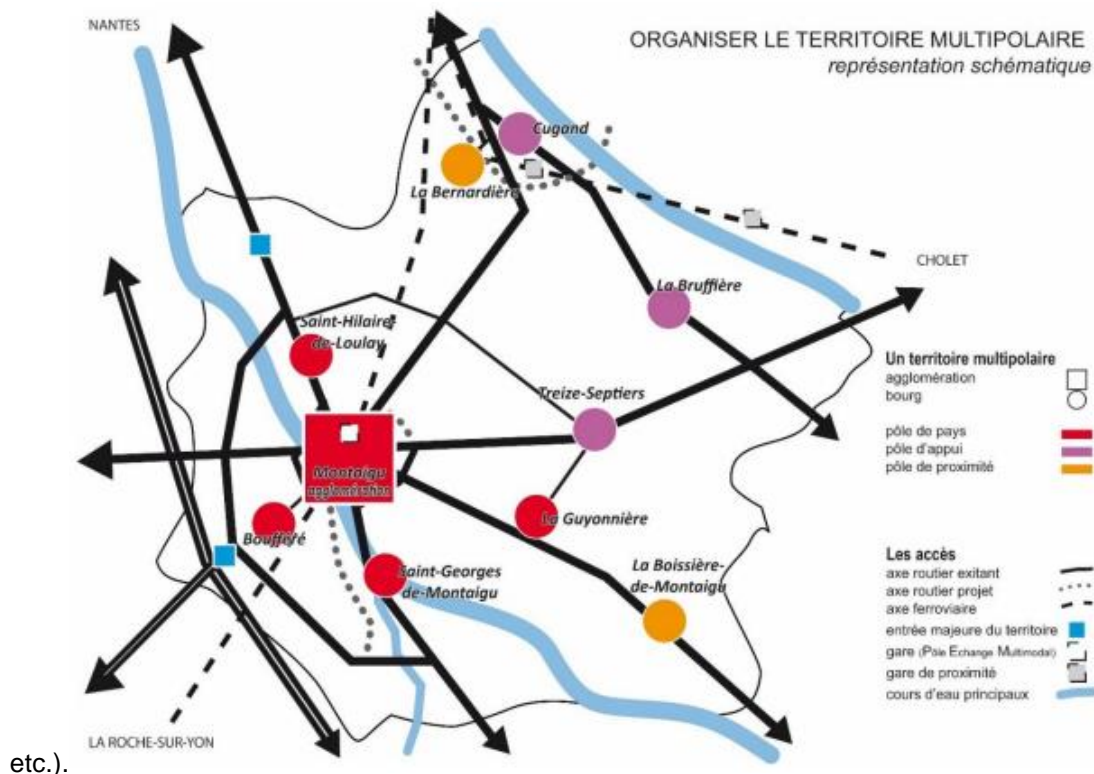 NANTES
ORGANISER LE TERRITOIRE MULTIPOLAIRE
représentation schématique
Cugand
La Bernardière
CHOLET
La Bruffière
Saint-Hilaire-
de-Loulay
Treize-Septiers
Montaigu
agglomération
La Guyonnière
Boufféré
Saint-Georges
de-Montaigu
La Boissière-
de-Montaigu
LA ROCHE-SUR-YON
Un territoire multipolaire
agglomération
bourg
pôle de pays
pôle d'appui
pôle de proximité
Les accès
axe routier exitant
axe routier projet
axe ferroviaire
entrée majeure du territoire
gare (Pôle Echange Multimodal)
gare de proximité
cours d'eau principaux
etc.).